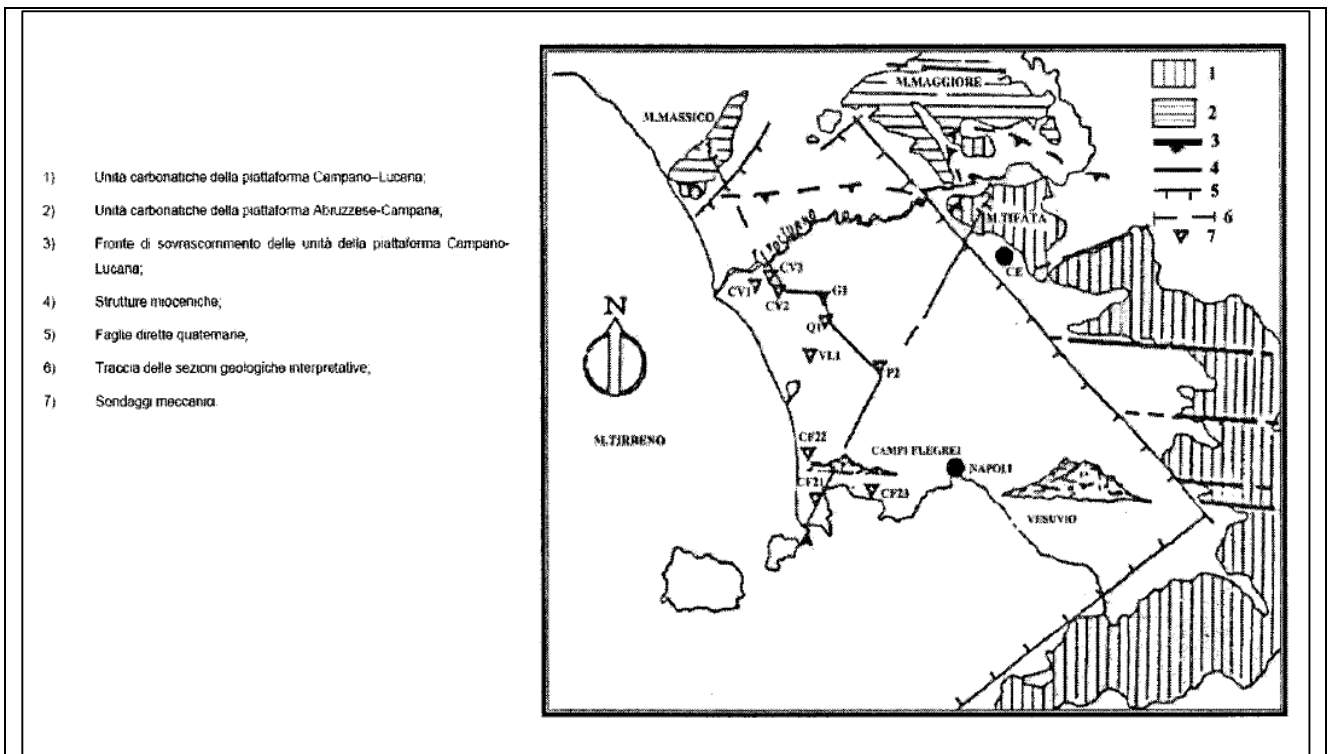 1) Unità carbonatiche della piattaforma Campano-Lucana;
2) Unità carbonatiche della piattaforma Abruzzese-Campana;
3) Fronte di sovrascorrimento delle unità della piattaforma Campano-
Lucana;
4) Strutture mioceniche;
5) Faglie dirette quaternarie,
6) Traccia delle sezioni geologiche interpretative;
7) Sondaggi meccanici.
M.MAGGIORE
1
M.MASSICO
2
3
4
5
6
M.TIFATA
7
CE
CV3
CV1
CV2
G1
N
Q1
VL1
P2
M.TIRRENO
CF22
CAMPI FLEGREI
NAPOLI
CF21
CF23
VESUVIO